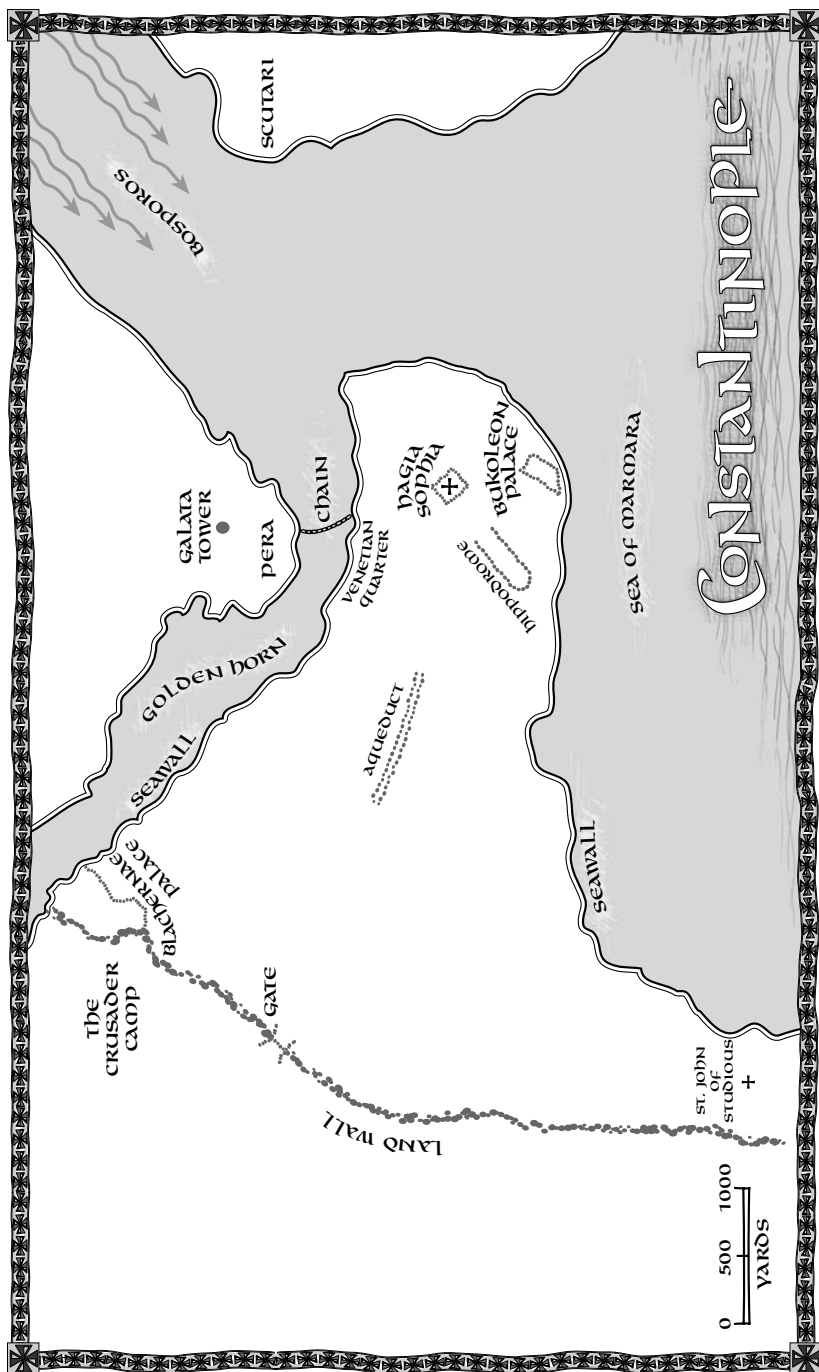 THE
CRUSADER
CAMP
BLACHERNAE
PALACE
SEAWALL
GOLDEN HORN
GALATA
TOWER
PERA
BOSPOROS
SCUTARI
GATE
CHAIN
VENETIAN
QUARTER
LAND WALL
AQUEDUCT
HAGIA
SOPHIA
HIPPODROME
BUKOLEON
PALACE
SEAWALL
SEA OF MARMARA
ST. JOHN
OF
STUDIOUS
0 500 1000
YARDS
CONSTANTINOPLE